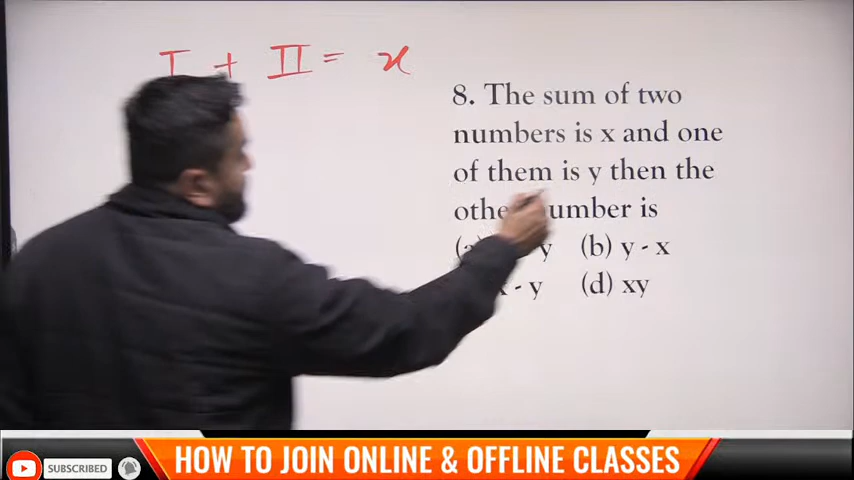 I + II = x
8. The sum of two
numbers is x and one
of them is y then the
number is
y (b) y - x
x - y (d) xy
SUBSCRIBED
HOW TO JOIN ONLINE & OFFLINE CLASSES